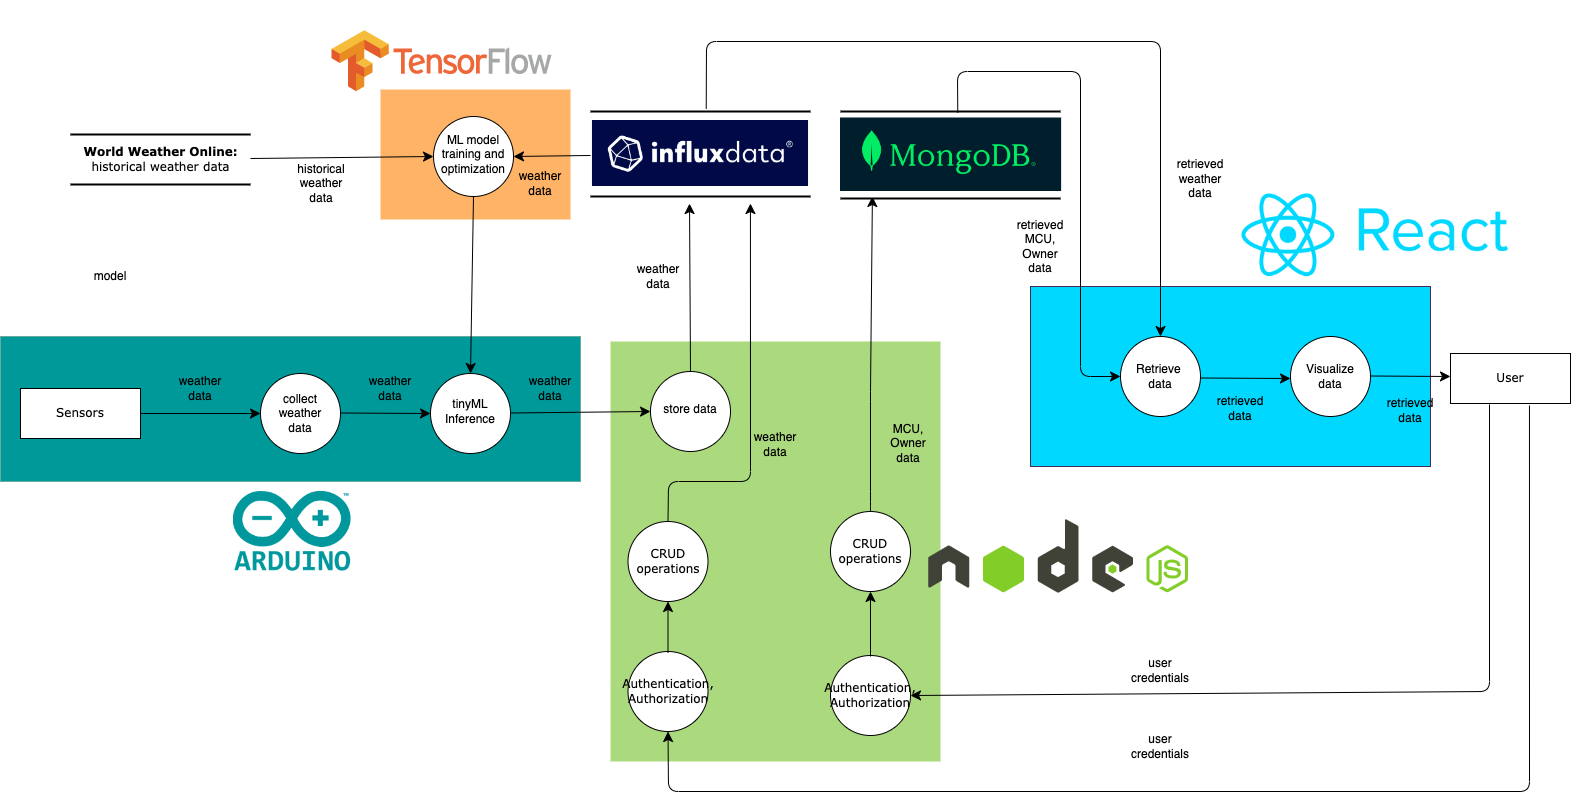 TensorFlow
World Weather Online:
historical weather data
historical
weather
data
ML model
training and
optimization
weather
data
influxdata®
MongoDB®
retrieved
weather
data
retrieved
MCU,
Owner
data
React
model
weather
data
Sensors
weather
data
collect
weather
data
weather
data
tinyML
Inference
weather
data
store data
weather
data
MCU,
Owner
data
Retrieve
data
retrieved
data
Visualize
data
retrieved
data
User
ARDUINO™
CRUD
operations
CRUD
operations
node
JS
Authentication,
Authorization
Authentication,
Authorization
user
credentials
user
credentials